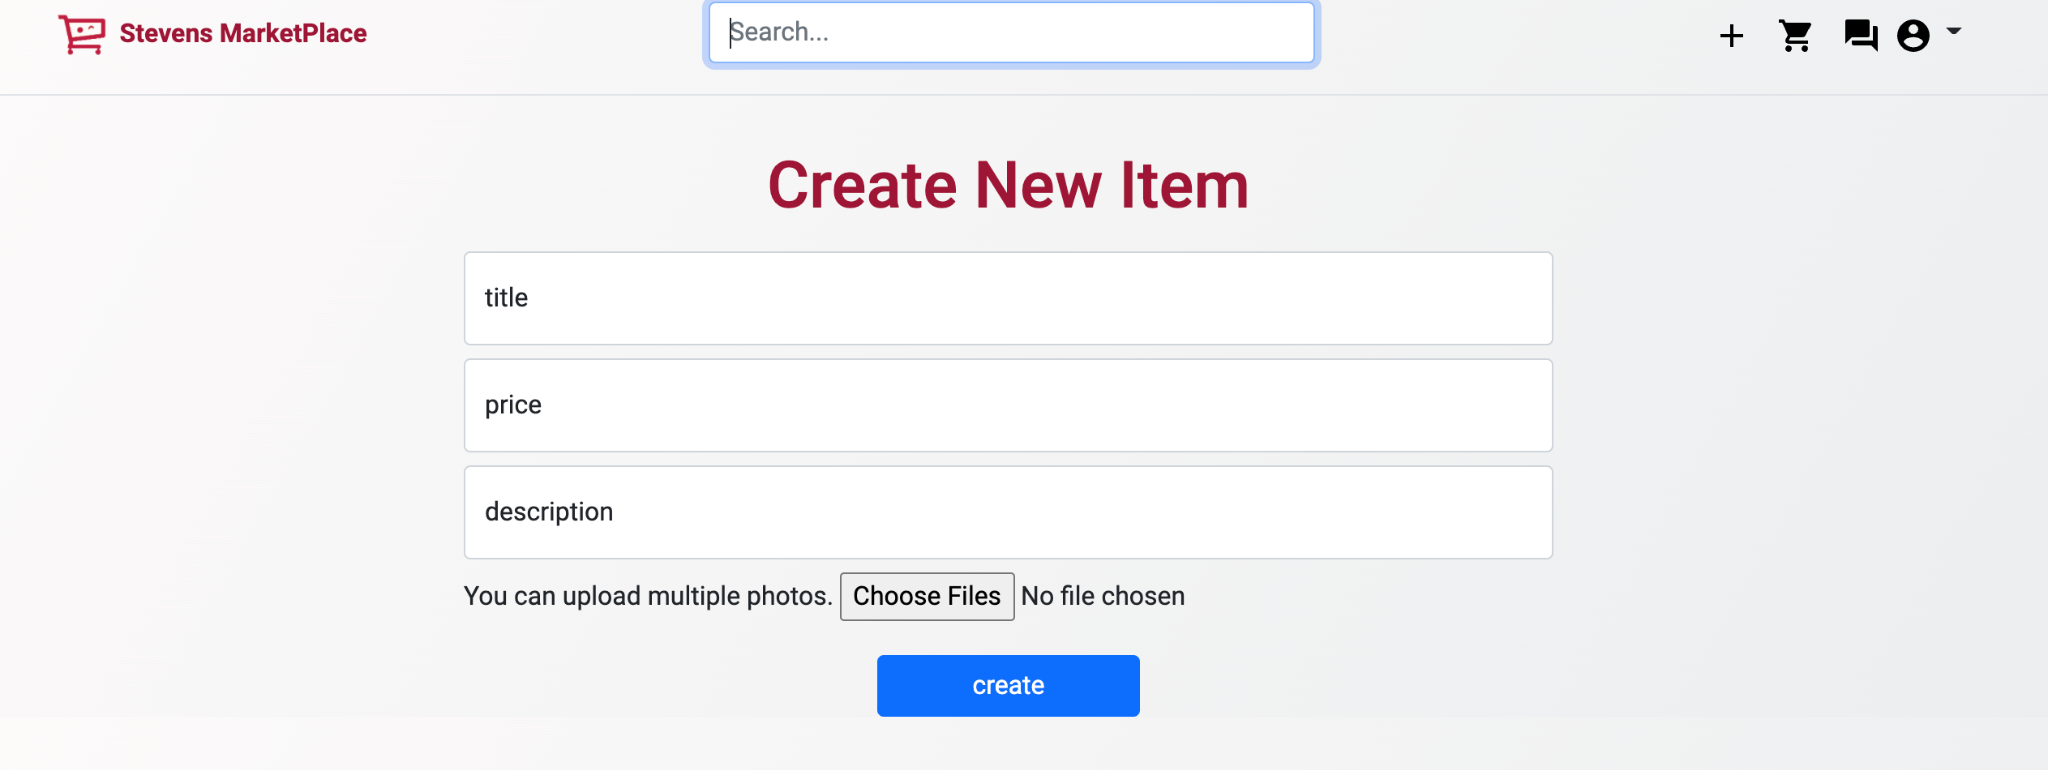 Stevens MarketPlace
Search...
Create New Item
title
price
description
You can upload multiple photos. Choose Files No file chosen
create